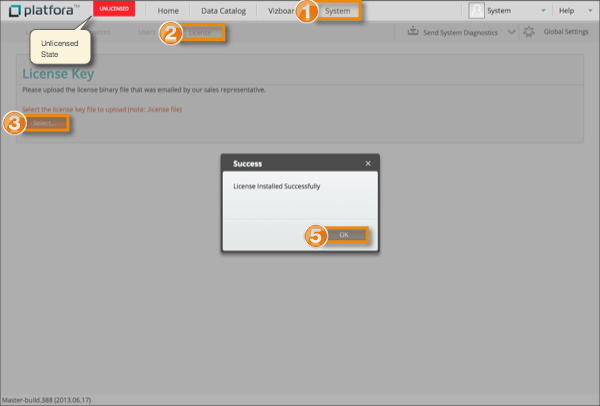 platfora™ UNLICENSED Home Data Catalog Vizboar 1 System System Help
Users 2 License Send System Diagnostics Global Settings
Unlicensed
State
License Key
Please upload the license binary file that was emailed by our sales representative.
Select the license key file to upload (note: .license file)
3 Select...
Success ×
License Installed Successfully
5 OK
Master-build.388 (2013.06.17)